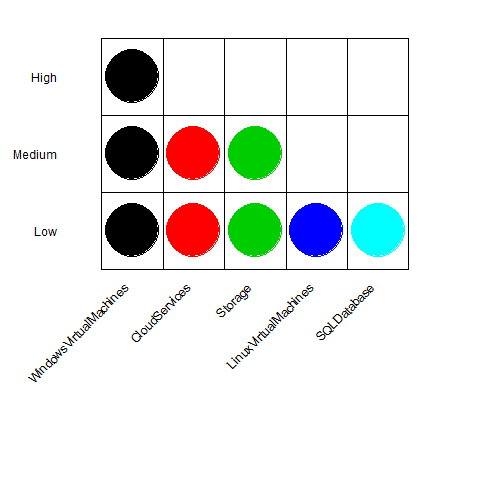 High
Medium
Low
WindowsVirtualMachines
CloudServices
Storage
LinuxVirtualMachines
SQLDatabase